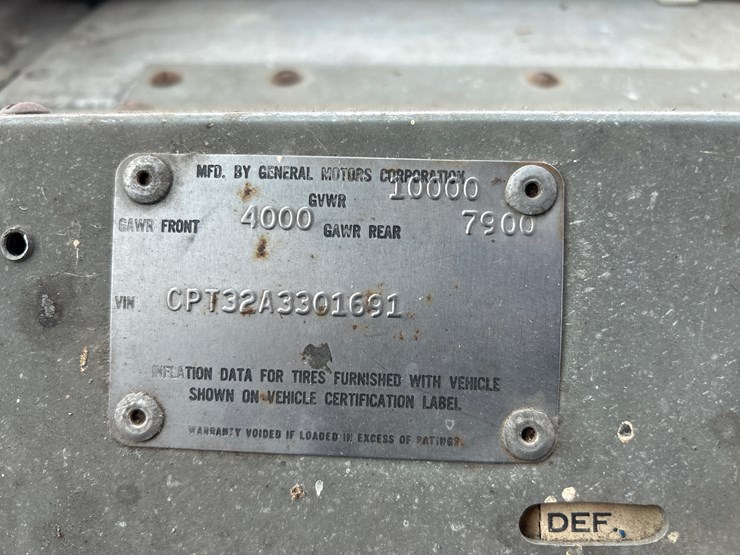 MFD. BY GENERAL MOTORS CORPORATION
GVWR 10000
GAWR FRONT 4000 GAWR REAR 7900
VIN CPT32A3301691
INFLATION DATA FOR TIRES FURNISHED WITH VEHICLE
SHOWN ON VEHICLE CERTIFICATION LABEL
WARRANTY VOIDED IF LOADED IN EXCESS OF RATINGS.
DEF.